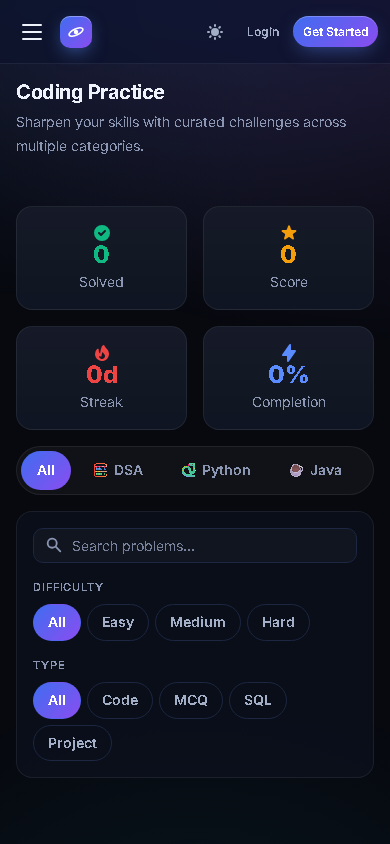 Login
Get Started
Coding Practice
Sharpen your skills with curated challenges across
multiple categories.
0
Solved
0
Score
0d
Streak
0%
Completion
All
DSA
Python
Java
Search problems...
DIFFICULTY
All
Easy
Medium
Hard
TYPE
All
Code
MCQ
SQL
Project